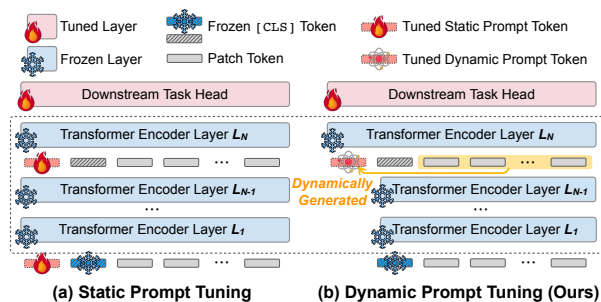 Tuned Layer
Frozen [CLS] Token
Tuned Static Prompt Token
Frozen Layer
Patch Token
Tuned Dynamic Prompt Token
Downstream Task Head
Transformer Encoder Layer L_N
...
Transformer Encoder Layer L_N-1
...
Transformer Encoder Layer L_1
...
(a) Static Prompt Tuning
Downstream Task Head
Transformer Encoder Layer L_N
...
Dynamically
Generated
Transformer Encoder Layer L_N-1
...
Transformer Encoder Layer L_1
...
(b) Dynamic Prompt Tuning (Ours)